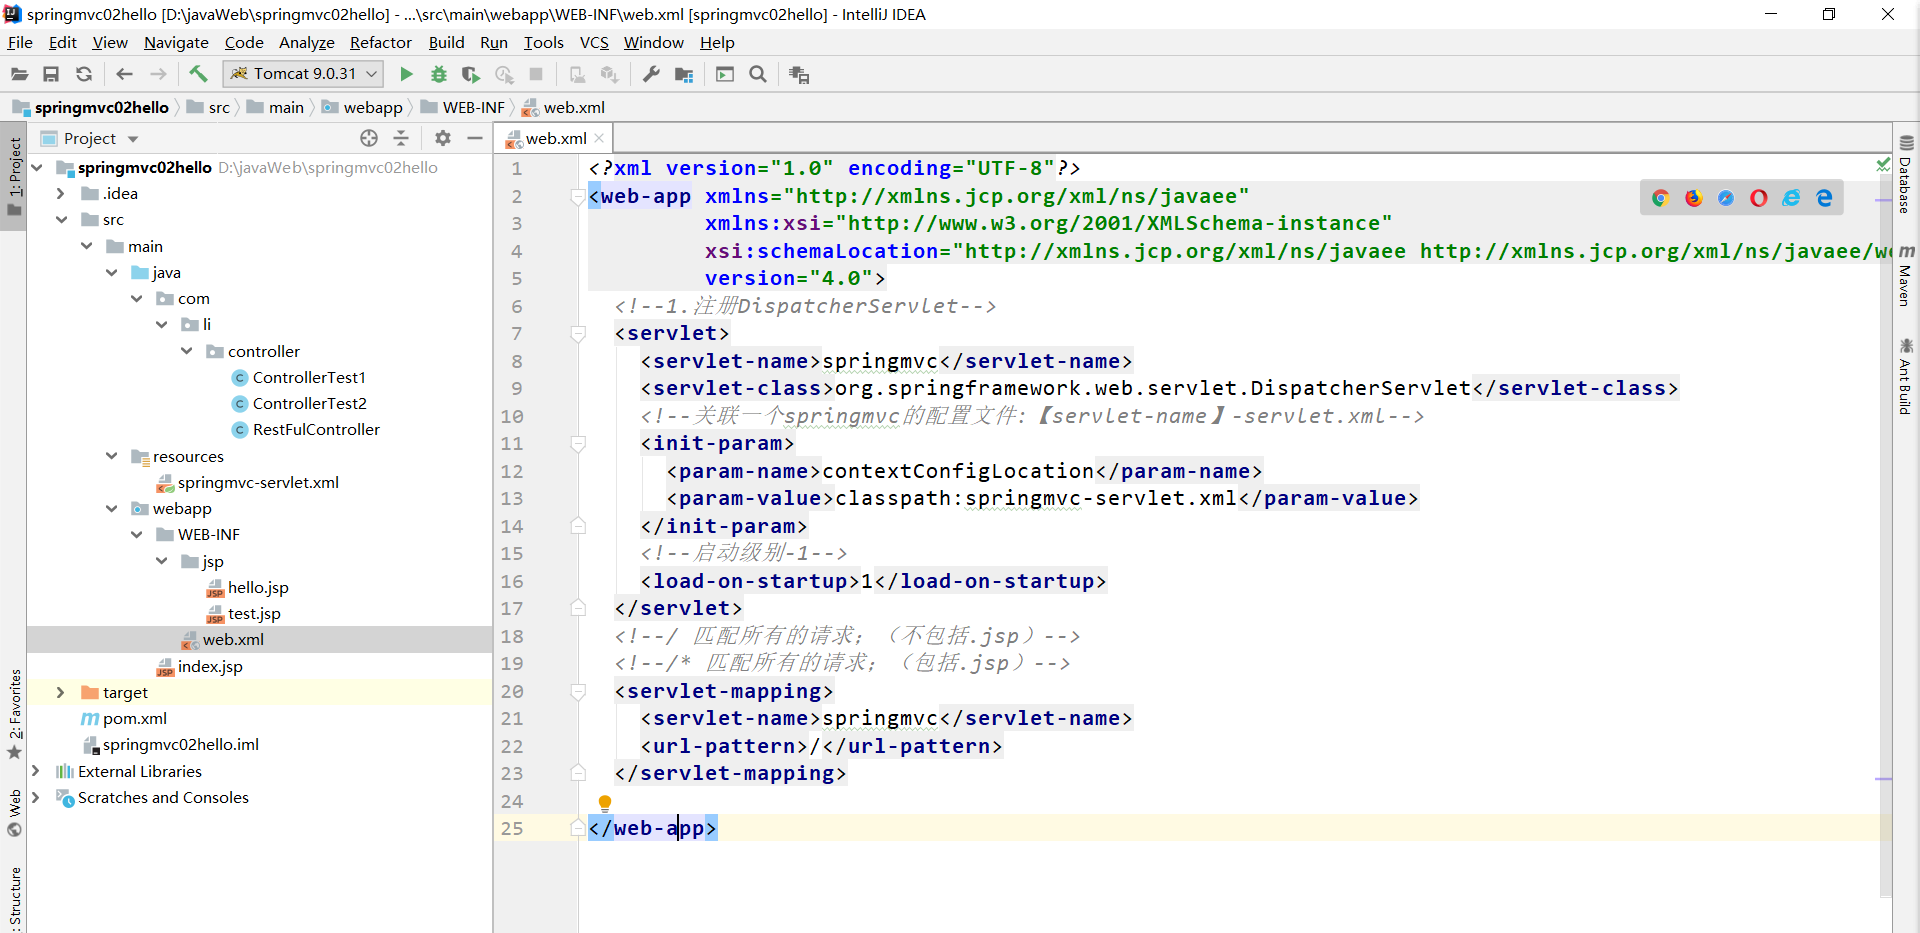 springmvc02hello [D:\javaWeb\springmvc02hello] - ...\src\main\webapp\WEB-INF\web.xml [springmvc02hello] - IntelliJ IDEA
File Edit View Navigate Code Analyze Refactor Build Run Tools VCS Window Help
Tomcat 9.0.31
springmvc02hello src main webapp WEB-INF web.xml
1: Project
2: Favorites
Web
: Structure
Project
springmvc02hello D:\javaWeb\springmvc02hello
.idea
src
main
java
com
li
controller
ControllerTest1
ControllerTest2
RestFulController
resources
springmvc-servlet.xml
webapp
WEB-INF
jsp
hello.jsp
test.jsp
web.xml
index.jsp
target
pom.xml
springmvc02hello.iml
External Libraries
Scratches and Consoles
web.xml
1 <?xml version="1.0" encoding="UTF-8"?>
2 <web-app xmlns="http://xmlns.jcp.org/xml/ns/javaee"
3 xmlns:xsi="http://www.w3.org/2001/XMLSchema-instance"
4 xsi:schemaLocation="http://xmlns.jcp.org/xml/ns/javaee http://xmlns.jcp.org/xml/ns/javaee/we
5 version="4.0">
6 <!--1.注册DispatcherServlet-->
7 <servlet>
8 <servlet-name>springmvc</servlet-name>
9 <servlet-class>org.springframework.web.servlet.DispatcherServlet</servlet-class>
10 <!--关联一个springmvc的配置文件:【servlet-name】-servlet.xml-->
11 <init-param>
12 <param-name>contextConfigLocation</param-name>
13 <param-value>classpath:springmvc-servlet.xml</param-value>
14 </init-param>
15 <!--启动级别-1-->
16 <load-on-startup>1</load-on-startup>
17 </servlet>
18 <!--/ 匹配所有的请求；（不包括.jsp）-->
19 <!--/* 匹配所有的请求；（包括.jsp）-->
20 <servlet-mapping>
21 <servlet-name>springmvc</servlet-name>
22 <url-pattern>/</url-pattern>
23 </servlet-mapping>
24
25 </web-app>
Database
Maven
Ant Build